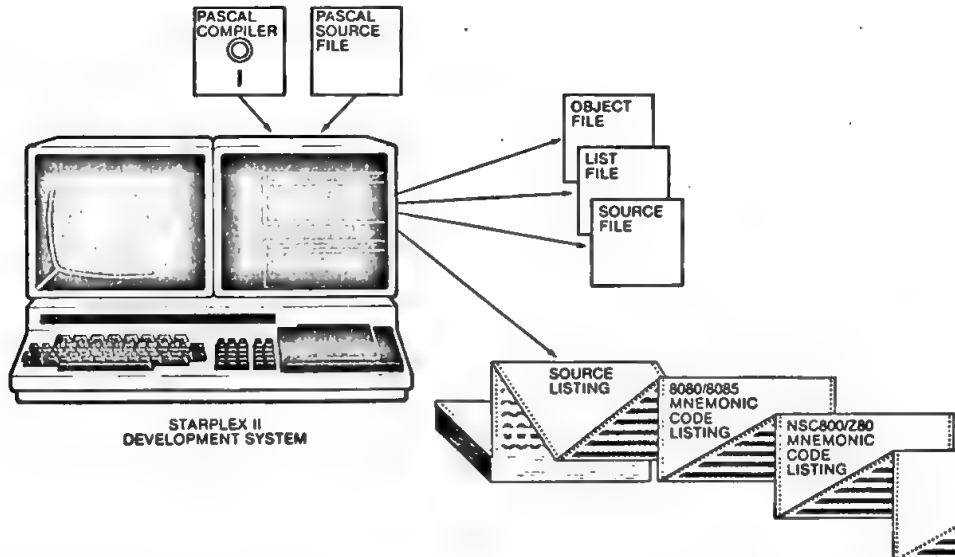 PASCAL
COMPILER
PASCAL
SOURCE
FILE
OBJECT
FILE
LIST
FILE
SOURCE
FILE
STARPLEX II
DEVELOPMENT SYSTEM
SOURCE
LISTING
8080/8085
MNEMONIC
CODE
LISTING
NSC800/Z80
MNEMONIC
CODE
LISTING